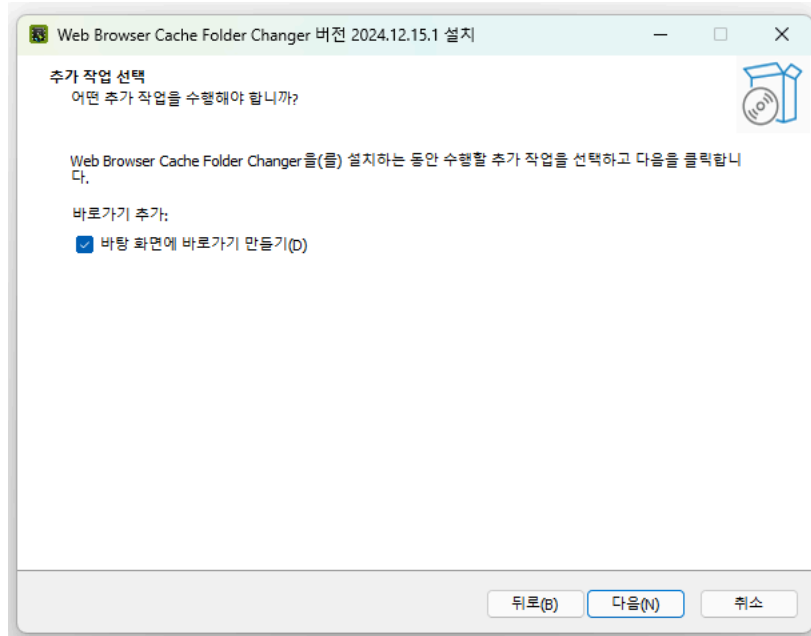 Web Browser Cache Folder Changer 버전 2024.12.15.1 설치
추가 작업 선택
어떤 추가 작업을 수행해야 합니까?
Web Browser Cache Folder Changer을(를) 설치하는 동안 수행할 추가 작업을 선택하고 다음을 클릭합니
다.
바로가기 추가:
바탕 화면에 바로가기 만들기(D)
뒤로(B)
다음(N)
취소